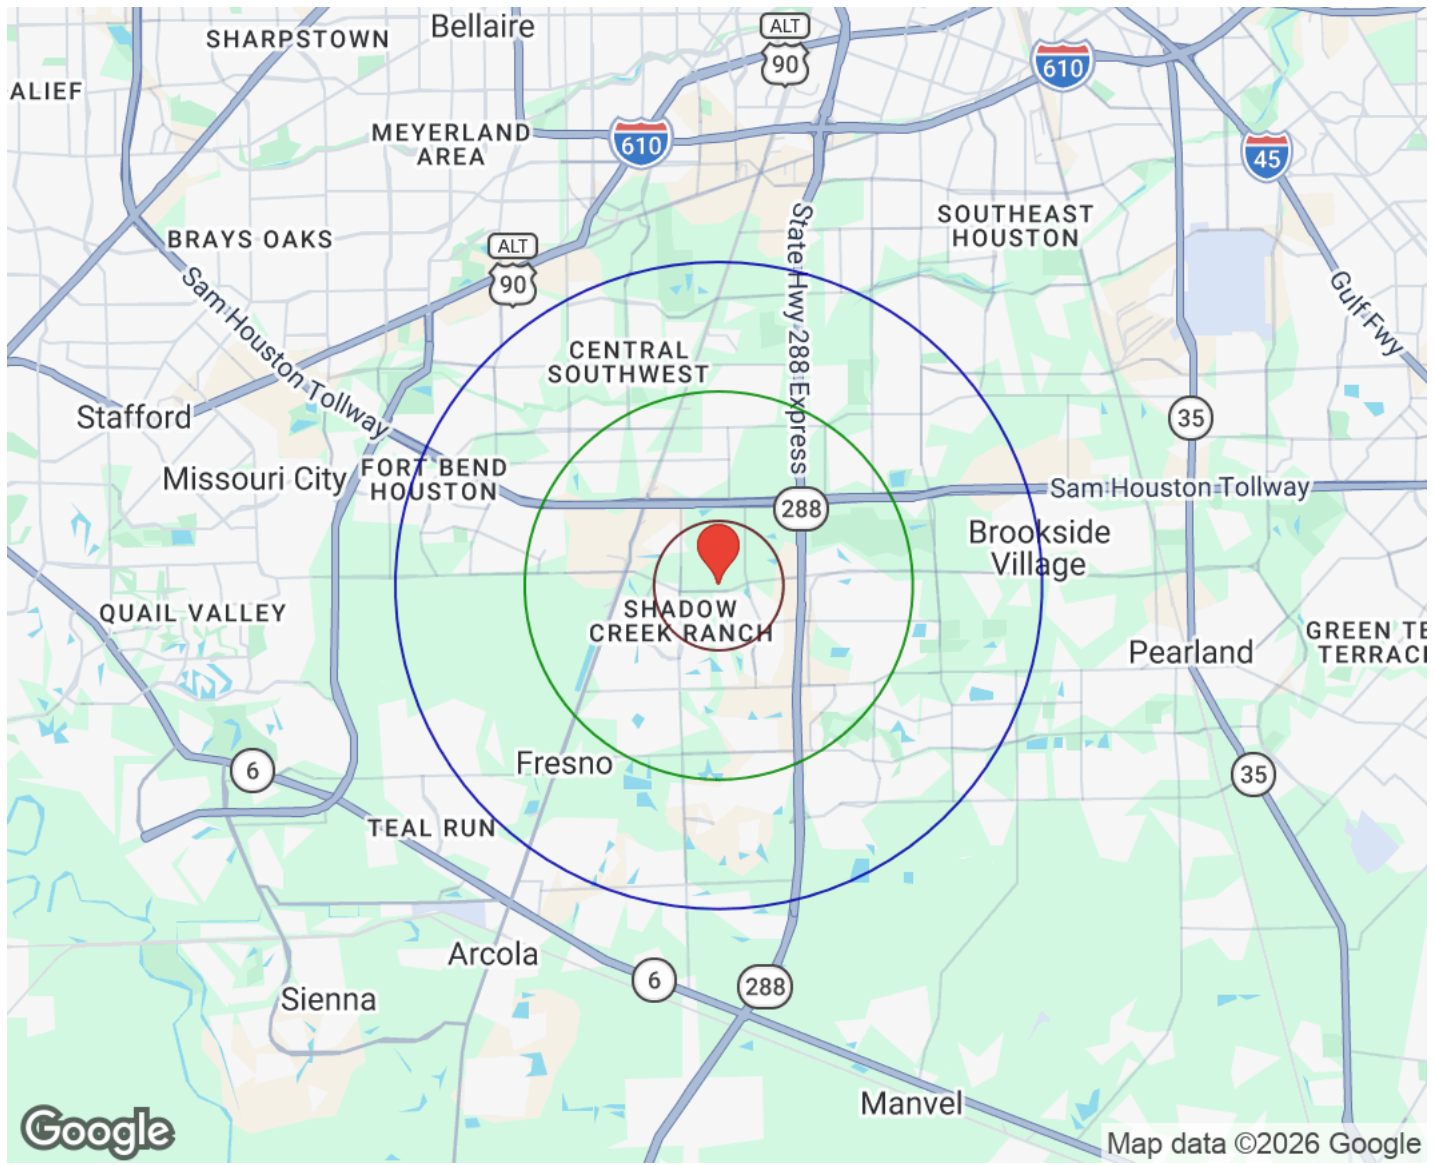 Bellaire
ALT
90
SHARPSTOWN
610
ALIEF
MEYERLAND
AREA
610
45
SOUTHEAST
HOUSTON
BRAYS OAKS
ALT
90
State Hwy 288 Express
Sam Houston Tollway
Gulf Fwy
CENTRAL
SOUTHWEST
Stafford
35
Missouri City
FORT BEND
HOUSTON
Sam Houston Tollway
288
Brookside
Village
QUAIL VALLEY
SHADOW
CREEK RANCH
Pearland
GREEN TE
TERRACI
Fresno
6
35
TEAL RUN
Arcola
6
288
Sienna
Manvel
Google
Map data ©2026 Google